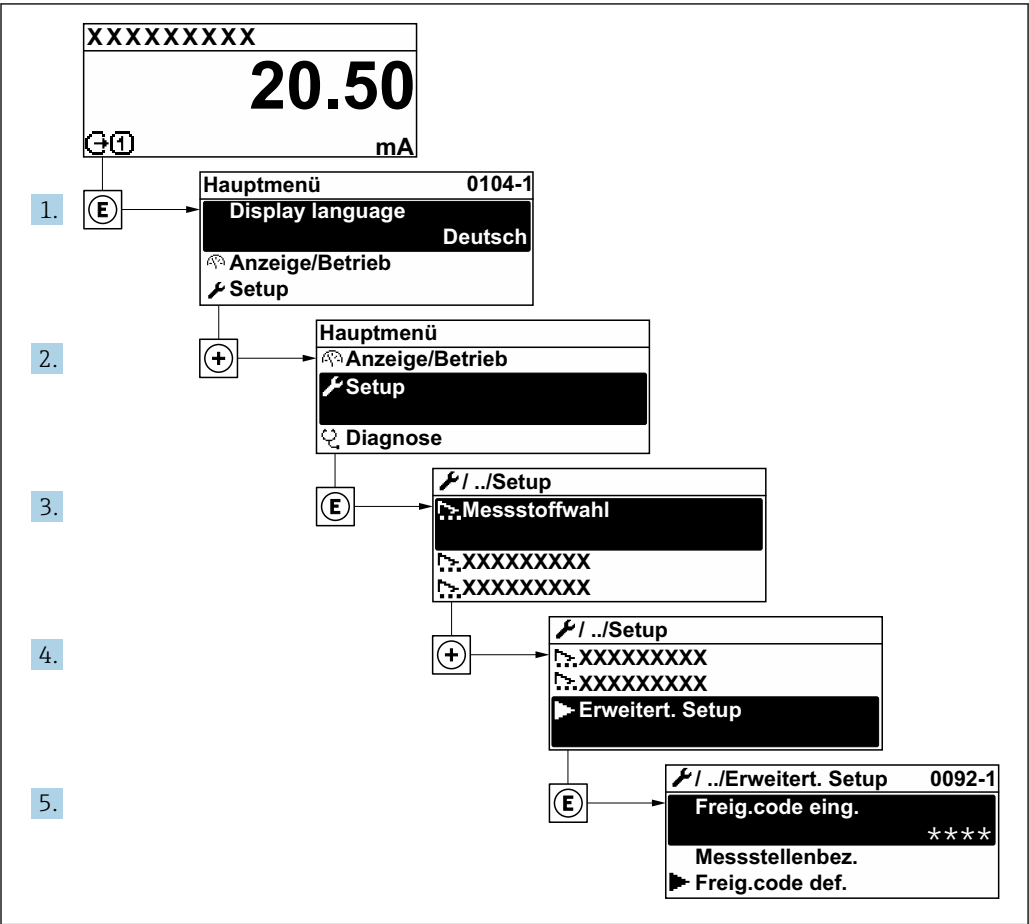 XXXXXXXXX
20.50
1 mA
1.
E
Hauptmenü 0104-1
Display language
Deutsch
Anzeige/Betrieb
Setup
2.
+
Hauptmenü
Anzeige/Betrieb
Setup
Diagnose
3.
E
/ ../Setup
Messstoffwahl
XXXXXXXXX
XXXXXXXXX
4.
+
/ ../Setup
XXXXXXXXX
XXXXXXXXX
Erweitert. Setup
5.
E
/ ../Erweitert. Setup 0092-1
Freig.code eing.
****
Messstellenbez.
Freig.code def.